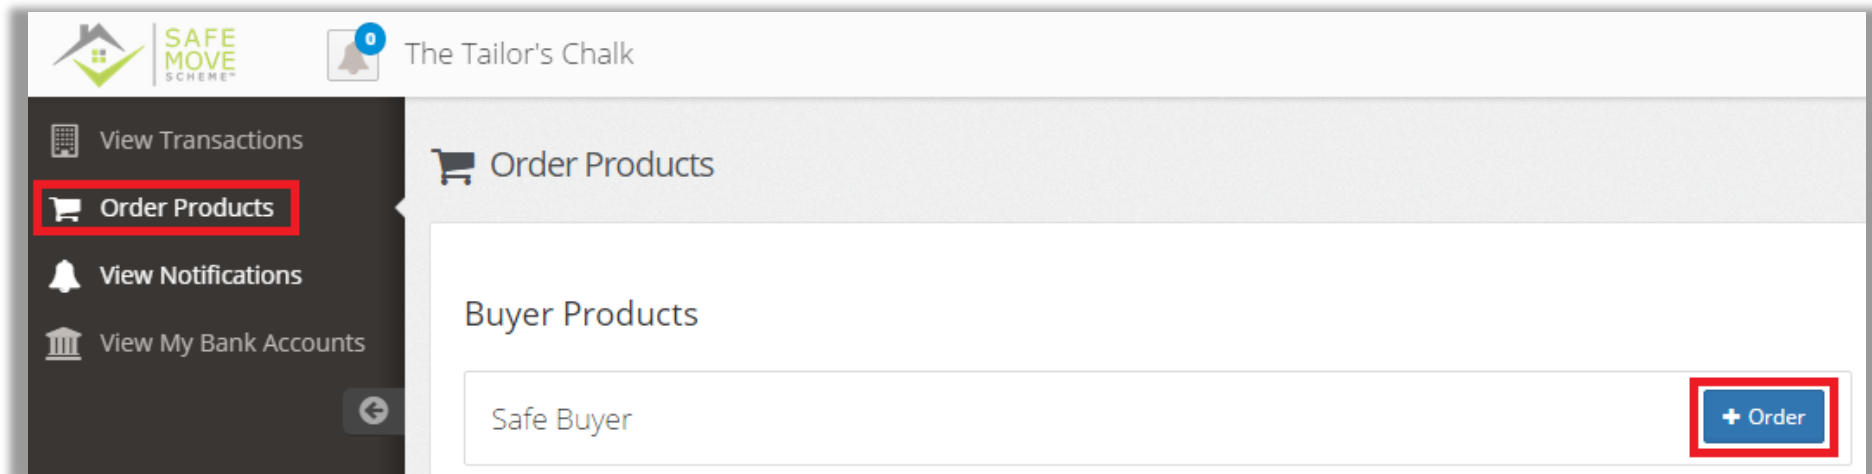 SAFE
MOVE
SCHEME™
0
The Tailor's Chalk
View Transactions
Order Products
View Notifications
View My Bank Accounts
Order Products
Buyer Products
Safe Buyer
+ Order